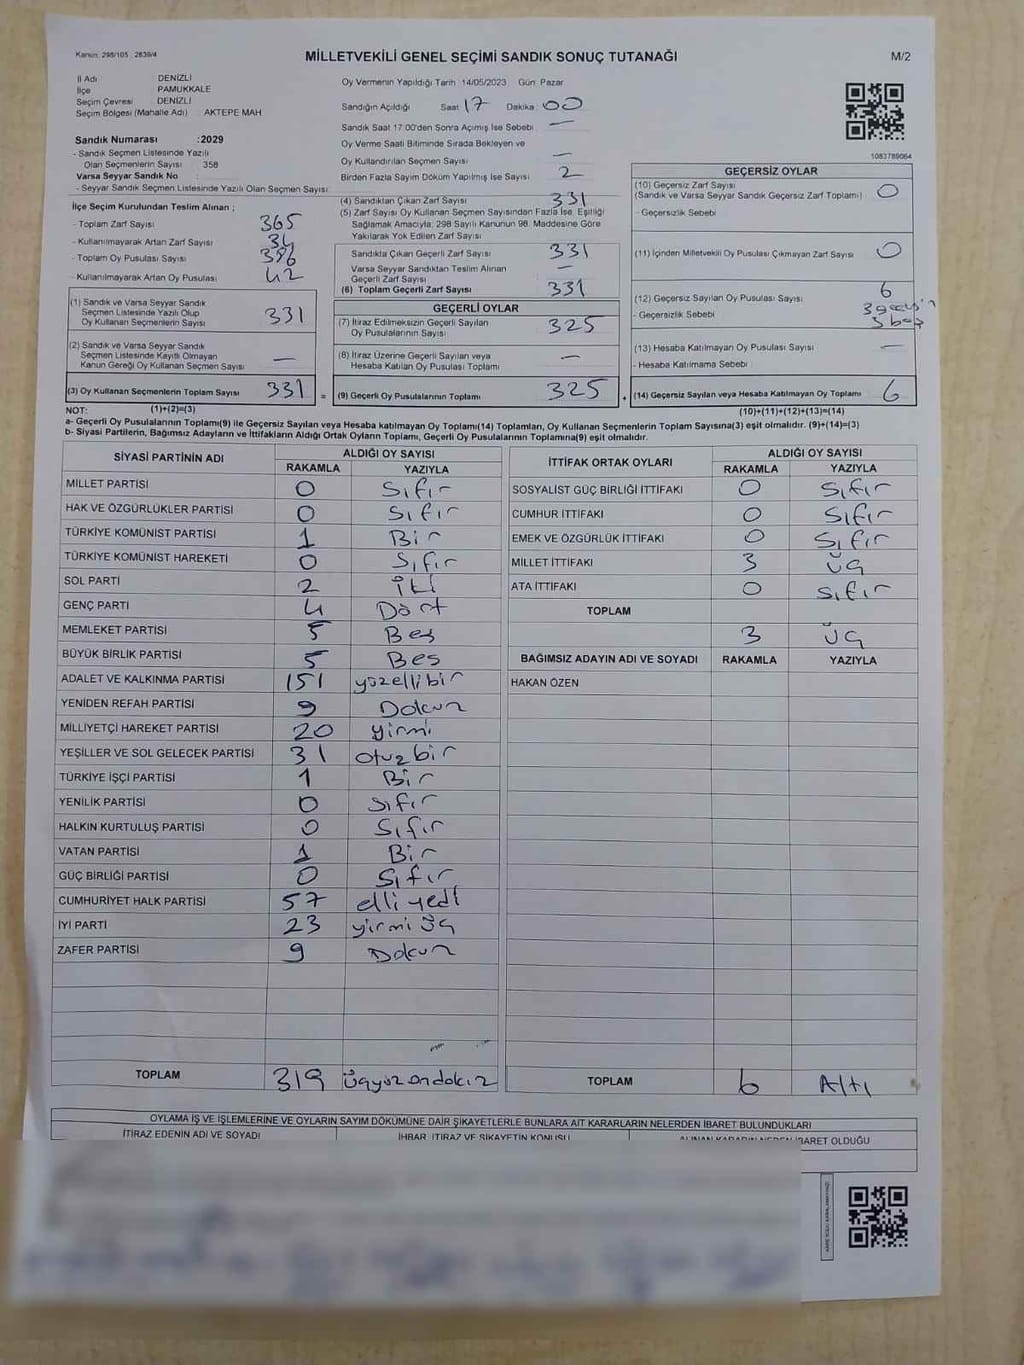 Kanun: 298/105 : 2839/4
MİLLETVEKİLİ GENEL SEÇİMİ SANDIK SONUÇ TUTANAĞI
M/2
İl Adı DENİZLİ
İlçe PAMUKKALE
Seçim Çevresi DENİZLİ
Seçim Bölgesi (Mahalle Adı) AKTEPE MAH
Sandık Numarası :2029
- Sandık Seçmen Listesinde Yazılı
Olan Seçmenlerin Sayısı 358
Varsa Seyyar Sandık No
- Seyyar Sandık Seçmen Listesinde Yazılı Olan Seçmen Sayısı
Oy Vermenin Yapıldığı Tarih 14/05/2023 Gün Pazar
Sandığın Açıldığı Saat 17 Dakika 00
Sandık Saat 17.00'den Sonra Açımış İse Sebebi —
Oy Verme Saati Bitiminde Sırada Bekleyen ve
Oy Kullandırılan Seçmen Sayısı —
Birden Fazla Sayım Döküm Yapılmış İse Sayısı 2
1083789064
İlçe Seçim Kurulundan Teslim Alınan ;
- Toplam Zarf Sayısı 365
- Kullanılmayarak Artan Zarf Sayısı 34
- Toplam Oy Pusulası Sayısı
- Kullanılmayarak Artan Oy Pusulası 42
(1) Sandık ve Varsa Seyyar Sandık
Seçmen Listesinde Yazılı Olup
Oy Kullanan Seçmenlerin Sayısı 331
(2) Sandık ve Varsa Seyyar Sandık
Seçmen Listesinde Kayıtlı Olmayan
Kanun Gereği Oy Kullanan Seçmen Sayısı —
(3) Oy Kullanan Seçmenlerin Toplam Sayısı 331 =
(4) Sandıktan Çıkan Zarf Sayısı 331
(5) Zarf Sayısı Oy Kullanan Seçmen Sayısından Fazla İse, Eşitliği
Sağlamak Amacıyla; 298 Sayılı Kanunun 98. Maddesine Göre
Yakılarak Yok Edilen Zarf Sayısı
Sandıkta Çıkan Geçerli Zarf Sayısı 331
Varsa Seyyar Sandıktan Teslim Alınan
Geçerli Zarf Sayısı —
(6) Toplam Geçerli Zarf Sayısı 331
GEÇERLİ OYLAR
(7) İtiraz Edilmeksizin Geçerli Sayılan
Oy Pusulalarının Sayısı 325
(8) İtiraz Üzerine Geçerli Sayılan veya
Hesaba Katılan Oy Pusulası Toplamı —
(9) Geçerli Oy Pusulalarının Toplamı 325 +
GEÇERSİZ OYLAR
(10) Geçersiz Zarf Sayısı
(Sandık ve Varsa Seyyar Sandık Geçersiz Zarf Toplamı) 0
- Geçersizlik Sebebi
(11) İçinden Milletvekili Oy Pusulası Çıkmayan Zarf Sayısı 0
(12) Geçersiz Sayılan Oy Pusulası Sayısı 6
- Geçersizlik Sebebi 3
3 boş
(13) Hesaba Katılmayan Oy Pusulası Sayısı —
- Hesaba Katılmama Sebebi
(14) Geçersiz Sayılan veya Hesaba Katılmayan Oy Toplamı 6
NOT: (1)+(2)=(3) (10)+(11)+(12)+(13)=(14)
a- Geçerli Oy Pusulalarının Toplamı(9) ile Geçersiz Sayılan veya Hesaba katılmayan Oy Toplamı(14) Toplamları, Oy Kullanan Seçmenlerin Toplam Sayısına(3) eşit olmalıdır. (9)+(14)=(3)
b- Siyasi Partilerin, Bağımsız Adayların ve İttifakların Aldığı Ortak Oyların Toplamı, Geçerli Oy Pusulalarının Toplamına(9) eşit olmalıdır.
SİYASİ PARTİNİN ADI ALDIĞI OY SAYISI
RAKAMLA YAZIYLA
MİLLET PARTİSİ 0 Sıfır
HAK VE ÖZGÜRLÜKLER PARTİSİ 0 Sıfır
TÜRKİYE KOMÜNİST PARTİSİ 1 Bir
TÜRKİYE KOMÜNİST HAREKETİ 0 Sıfır
SOL PARTİ 2 İki
GENÇ PARTİ 4 Dört
MEMLEKET PARTİSİ 5 Beş
BÜYÜK BİRLİK PARTİSİ 5 Beş
ADALET VE KALKINMA PARTİSİ 151 yüzellibir
YENİDEN REFAH PARTİSİ 9 Dokuz
MİLLİYETÇİ HAREKET PARTİSİ 20 yirmi
YEŞİLLER VE SOL GELECEK PARTİSİ 31 otuzbir
TÜRKİYE İŞÇİ PARTİSİ 1 Bir
YENİLİK PARTİSİ 0 Sıfır
HALKIN KURTULUŞ PARTİSİ 0 Sıfır
VATAN PARTİSİ 1 Bir
GÜÇ BİRLİĞİ PARTİSİ 0 Sıfır
CUMHURİYET HALK PARTİSİ 57 elliyedi
İYİ PARTİ 23 yirmi üç
ZAFER PARTİSİ 9 Dokuz
TOPLAM 319 üçyüzondokuz
İTTİFAK ORTAK OYLARI ALDIĞI OY SAYISI
RAKAMLA YAZIYLA
SOSYALİST GÜÇ BİRLİĞİ İTTİFAKI 0 Sıfır
CUMHUR İTTİFAKI 0 Sıfır
EMEK VE ÖZGÜRLÜK İTTİFAKI 0 Sıfır
MİLLET İTTİFAKI 3 Üç
ATA İTTİFAKI 0 Sıfır
TOPLAM
3 Üç
BAĞIMSIZ ADAYIN ADI VE SOYADI RAKAMLA YAZIYLA
HAKAN ÖZEN
TOPLAM 6 Altı
OYLAMA İŞ VE İŞLEMLERİNE VE OYLARIN SAYIM DÖKÜMÜNE DAİR ŞİKAYETLERLE BUNLARA AİT KARARLARIN NELERDEN İBARET BULUNDUKLARI
İTİRAZ EDENİN ADI VE SOYADI İHBAR, İTİRAZ VE ŞİKAYETİN KONUSU ALINAN KARARIN NEDEN İBARET OLDUĞU